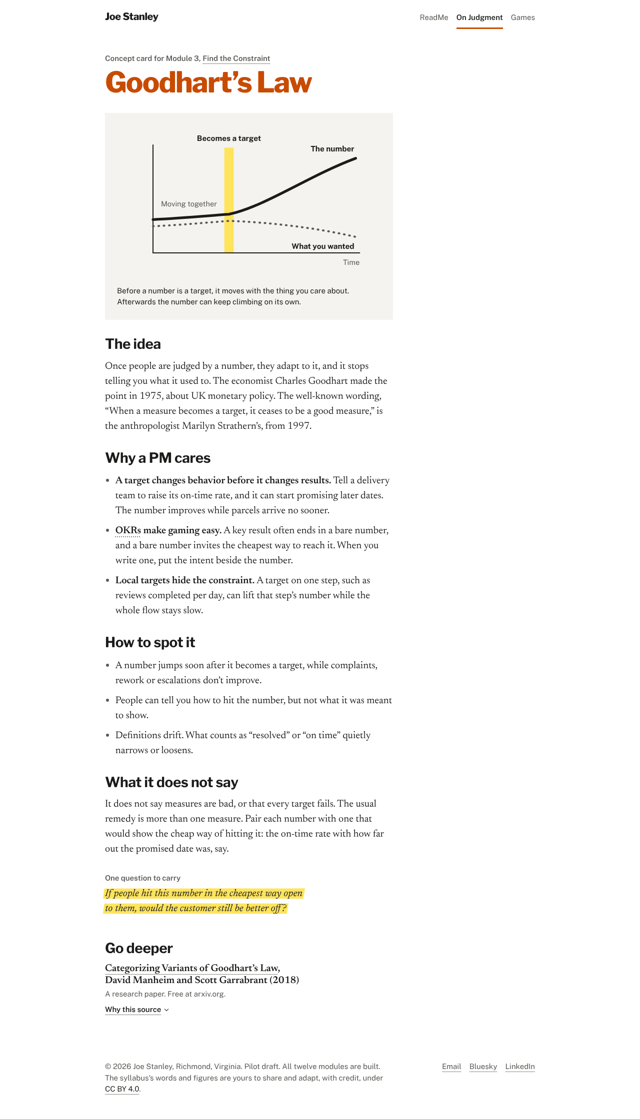 Joe Stanley
ReadMe On Judgment Games
Concept card for Module 3, Find the Constraint
Goodhart’s Law
Becomes a target
The number
Moving together
What you wanted
Time
Before a number is a target, it moves with the thing you care about.
Afterwards the number can keep climbing on its own.
The idea
Once people are judged by a number, they adapt to it, and it stops
telling you what it used to. The economist Charles Goodhart made the
point in 1975, about UK monetary policy. The well-known wording,
“When a measure becomes a target, it ceases to be a good measure,” is
the anthropologist Marilyn Strathern’s, from 1997.
Why a PM cares
• A target changes behavior before it changes results. Tell a delivery
team to raise its on-time rate, and it can start promising later dates.
The number improves while parcels arrive no sooner.
• OKRs make gaming easy. A key result often ends in a bare number,
and a bare number invites the cheapest way to reach it. When you
write one, put the intent beside the number.
• Local targets hide the constraint. A target on one step, such as
reviews completed per day, can lift that step’s number while the
whole flow stays slow.
How to spot it
• A number jumps soon after it becomes a target, while complaints,
rework or escalations don’t improve.
• People can tell you how to hit the number, but not what it was meant
to show.
• Definitions drift. What counts as “resolved” or “on time” quietly
narrows or loosens.
What it does not say
It does not say measures are bad, or that every target fails. The usual
remedy is more than one measure. Pair each number with one that
would show the cheap way of hitting it: the on-time rate with how far
out the promised date was, say.
One question to carry
If people hit this number in the cheapest way open
to them, would the customer still be better off?
Go deeper
Categorizing Variants of Goodhart’s Law,
David Manheim and Scott Garrabrant (2018)
A research paper. Free at arxiv.org.
Why this source
© 2026 Joe Stanley, Richmond, Virginia. Pilot draft. All twelve modules are built.
The syllabus’s words and figures are yours to share and adapt, with credit, under
CC BY 4.0.
Email Bluesky LinkedIn